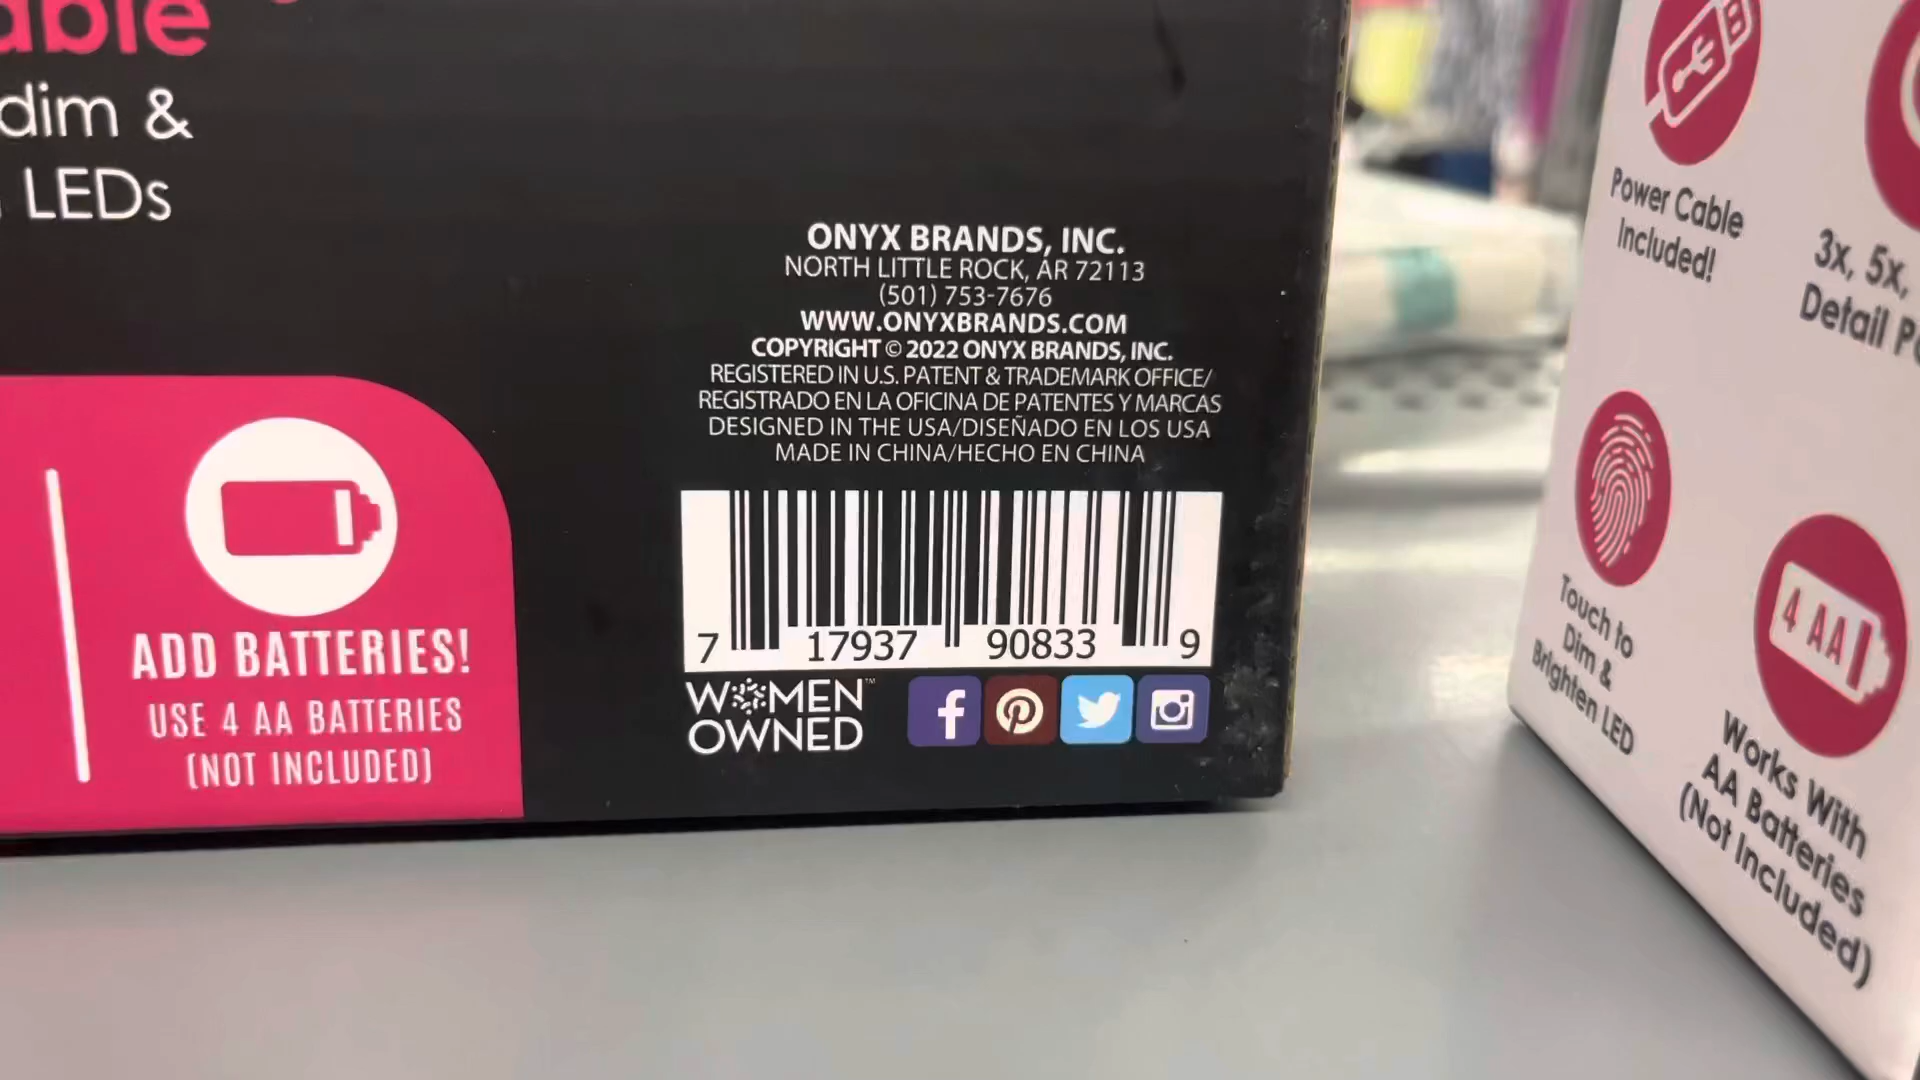 able
dim &
LEDs
ADD BATTERIES!
USE 4 AA BATTERIES
(NOT INCLUDED)
ONYX BRANDS, INC.
NORTH LITTLE ROCK, AR 72113
(501) 753-7676
WWW.ONYXBRANDS.COM
COPYRIGHT © 2022 ONYX BRANDS, INC.
REGISTERED IN U.S. PATENT & TRADEMARK OFFICE/
REGISTRADO EN LA OFICINA DE PATENTES Y MARCAS
DESIGNED IN THE USA/DISEÑADO EN LOS USA
MADE IN CHINA/HECHO EN CHINA
7 17937 90833 9
WOMEN™
OWNED
Power Cable
Included!
3x, 5x,
Detail
Touch to
Dim &
Brighten LED
4 AA
Works With
AA Batteries
(Not Included)